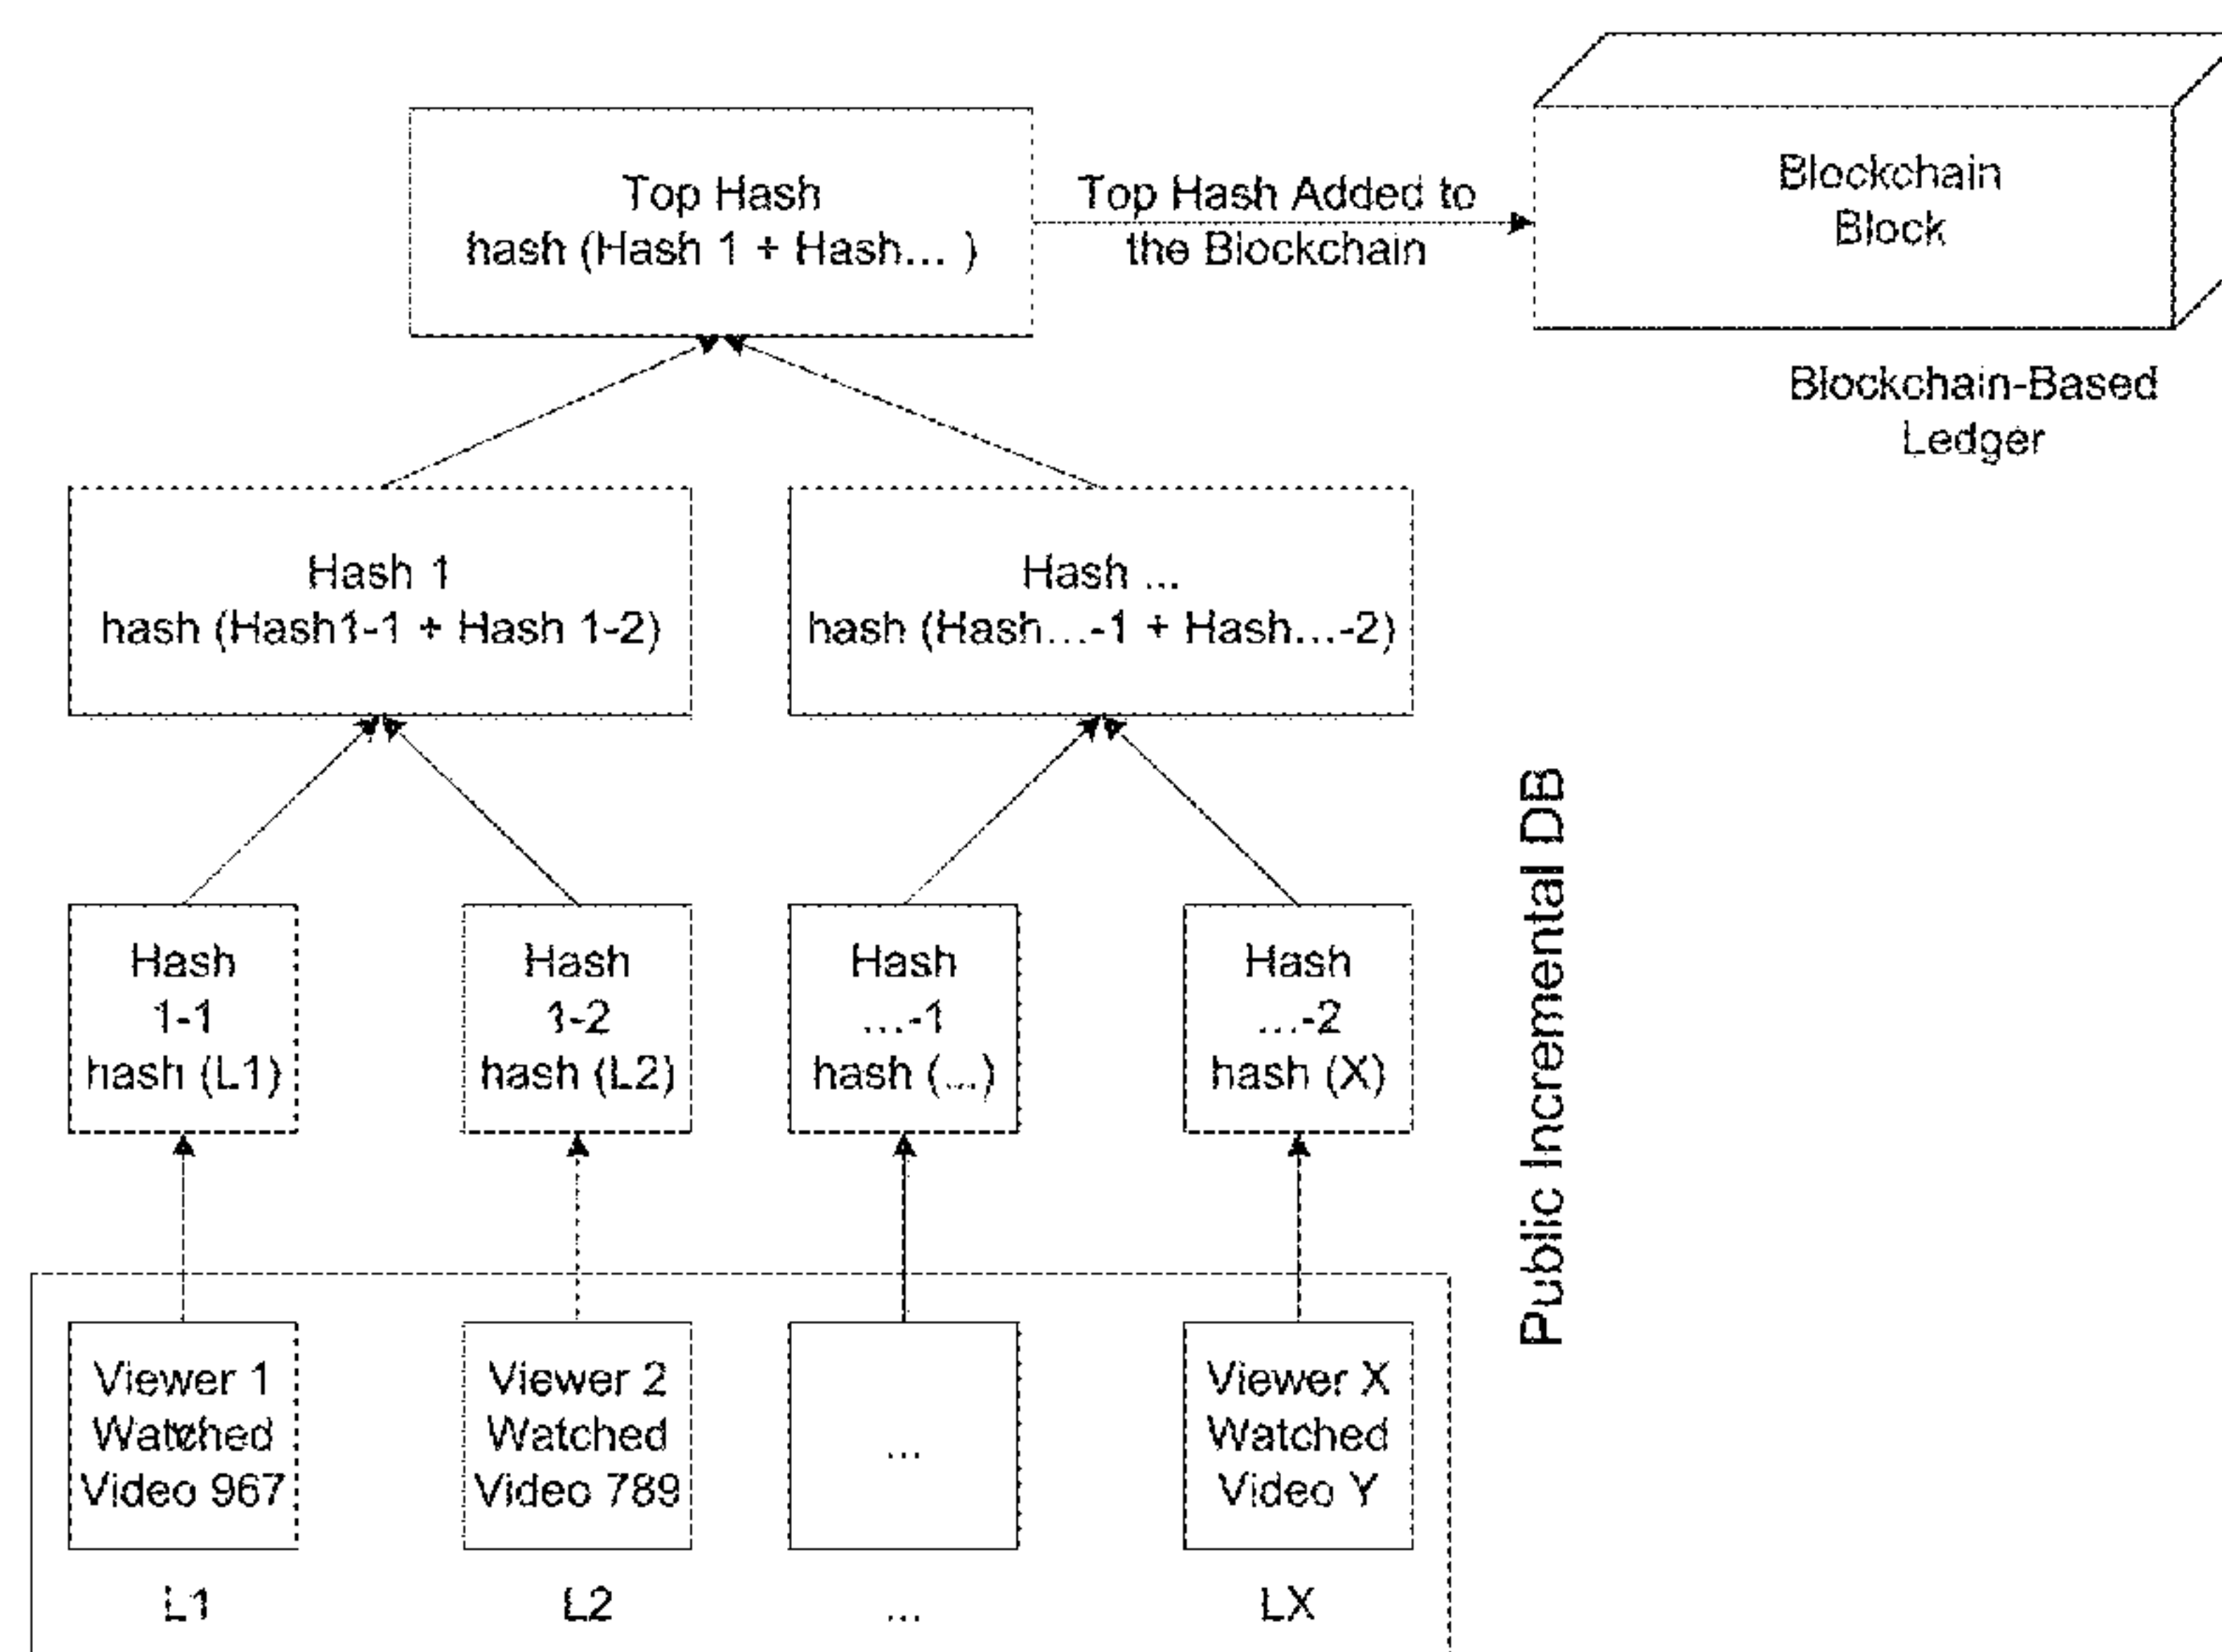 Top Hash
hash (Hash 1 + Hash... )
Top Hash Added to
the Blockchain
Blockchain
Block
Blockchain-Based
Ledger
Hash 1
hash (Hash1-1 + Hash 1-2)
Hash ...
hash (Hash...-1 + Hash...-2)
Public Incremental DB
Hash
1-1
hash (L1)
Hash
1-2
hash (L2)
Hash
...-1
hash (...)
Hash
...-2
hash (X)
Viewer 1
Watched
Video 967
Viewer 2
Watched
Video 789
...
Viewer X
Watched
Video Y
L1
L2
...
LX